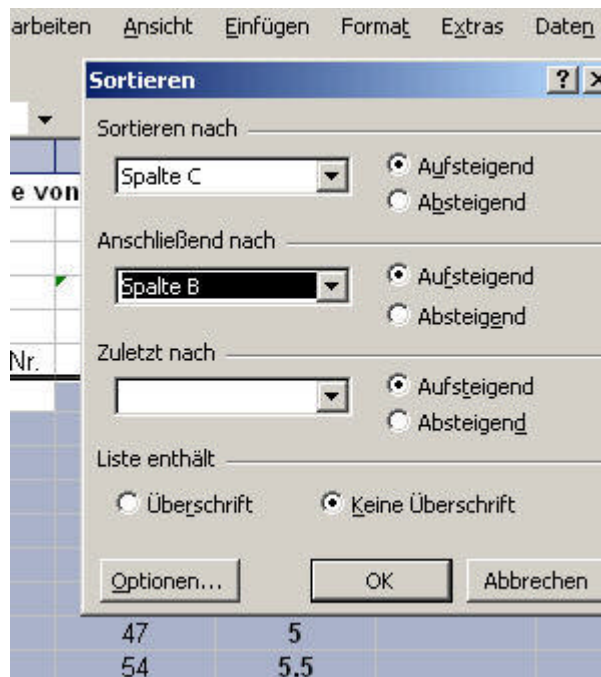 arbeiten Ansicht Einfügen Format Extras Daten
Sortieren
Sortieren nach
Spalte C
Aufsteigend
Absteigend
e von
Anschließend nach
Spalte B
Aufsteigend
Absteigend
Nr.
Zuletzt nach
Aufsteigend
Absteigend
Liste enthält
Überschrift Keine Überschrift
Optionen... OK Abbrechen
47 5
54 5.5